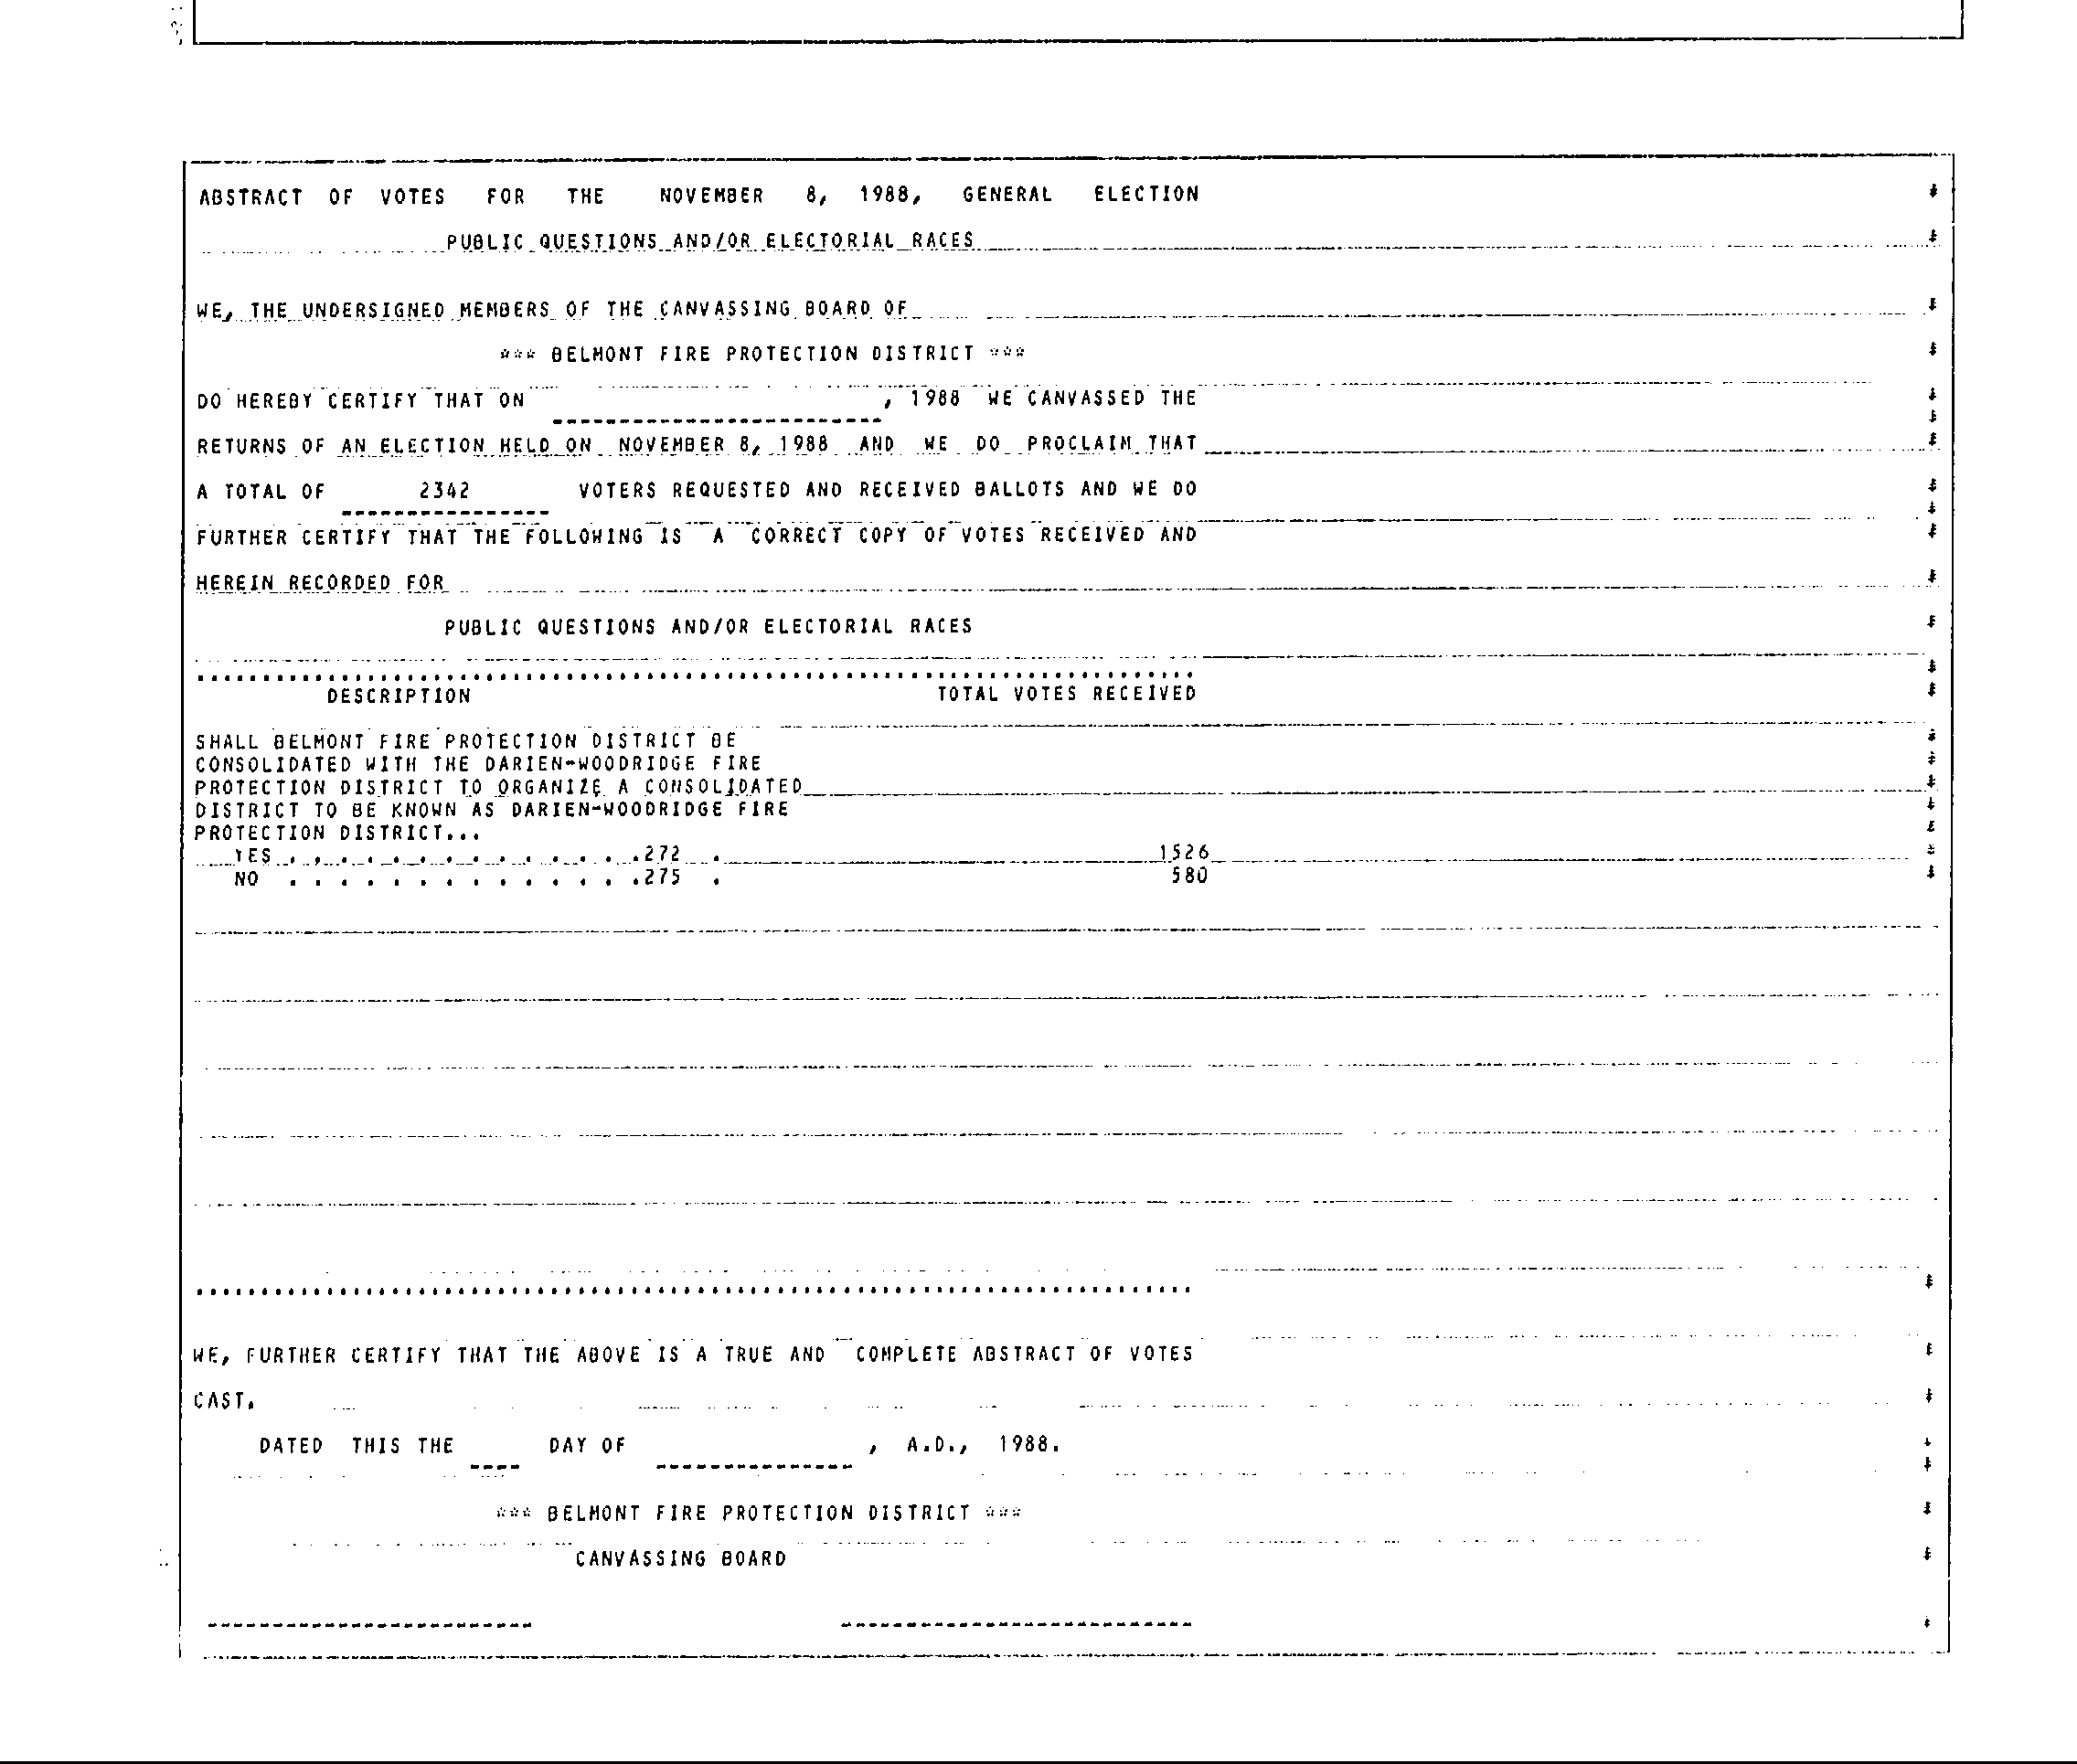 ABSTRACT OF VOTES FOR THE NOVEMBER 8, 1988, GENERAL ELECTION
PUBLIC QUESTIONS AND/OR ELECTORIAL RACES
WE, THE UNDERSIGNED MEMBERS OF THE CANVASSING BOARD OF
*** BELMONT FIRE PROTECTION DISTRICT ***
DO HEREBY CERTIFY THAT ON , 1988 WE CANVASSED THE
RETURNS OF AN ELECTION HELD ON NOVEMBER 8, 1988 AND WE DO PROCLAIM THAT
A TOTAL OF 2342 VOTERS REQUESTED AND RECEIVED BALLOTS AND WE DO
FURTHER CERTIFY THAT THE FOLLOWING IS A CORRECT COPY OF VOTES RECEIVED AND
HEREIN RECORDED FOR
PUBLIC QUESTIONS AND/OR ELECTORIAL RACES
DESCRIPTION TOTAL VOTES RECEIVED
SHALL BELMONT FIRE PROTECTION DISTRICT BE
CONSOLIDATED WITH THE DARIEN-WOODRIDGE FIRE
PROTECTION DISTRICT TO ORGANIZE A CONSOLIDATED
DISTRICT TO BE KNOWN AS DARIEN-WOODRIDGE FIRE
PROTECTION DISTRICT...
YES . . . . . . . . . . . . . .272 . 1526
NO . . . . . . . . . . . . . .275 . 580
WE, FURTHER CERTIFY THAT THE ABOVE IS A TRUE AND COMPLETE ABSTRACT OF VOTES
CAST.
DATED THIS THE ---- DAY OF , A.D., 1988.
*** BELMONT FIRE PROTECTION DISTRICT ***
CANVASSING BOARD